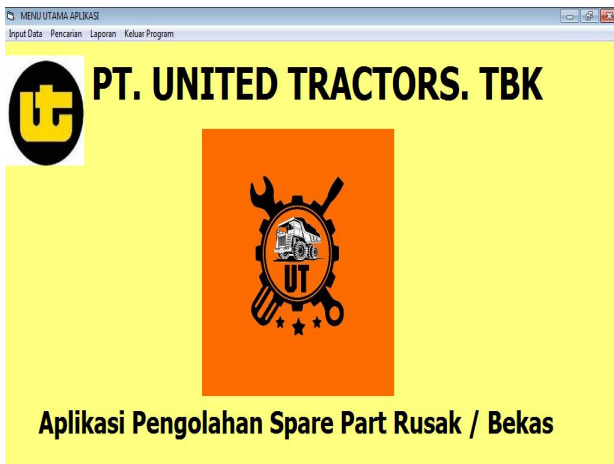 MENU UTAMA APLIKASI
Input Data Pencarian Laporan Keluar Program
ut
PT. UNITED TRACTORS. TBK
UT
Aplikasi Pengolahan Spare Part Rusak / Bekas